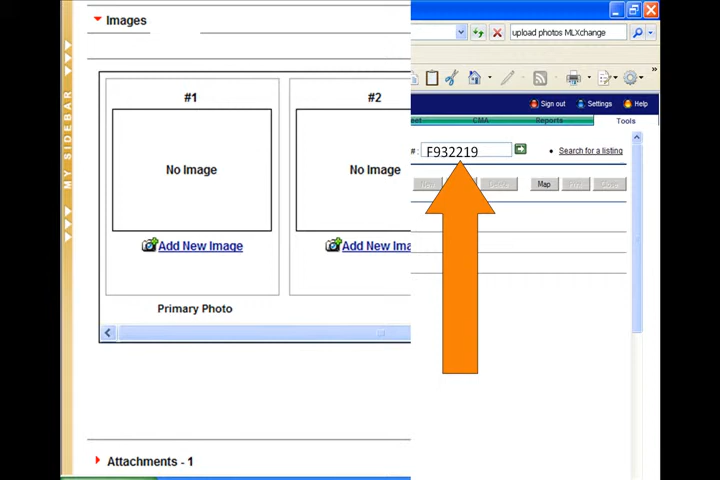 Images
#1
#2
No Image
No Image
Add New Image
Add New Ima
Primary Photo
Attachments - 1
MY SIDEBAR
upload photos MLXchange
Sign out
Settings
Help
CMA
Reports
Tools
#:
F932219
Search for a listing
Map
Close